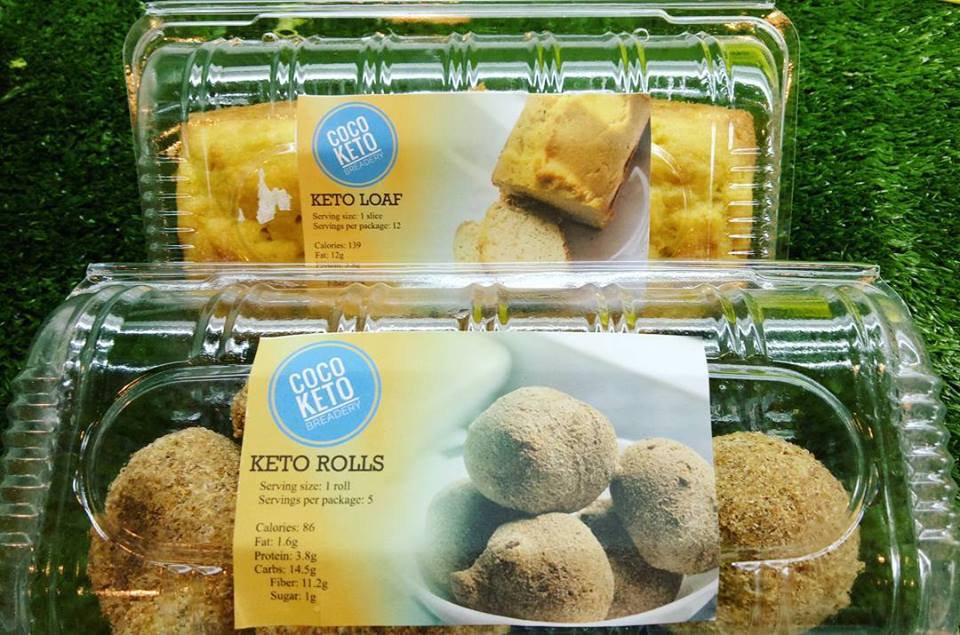 COCO
KETO
BREADERY
KETO LOAF
Serving size: 1 slice
Servings per package: 12
Calories: 139
Fat: 12g
COCO
KETO
BREADERY
KETO ROLLS
Serving size: 1 roll
Servings per package: 5
Calories: 86
Fat: 1.6g
Protein: 3.8g
Carbs: 14.5g
Fiber: 11.2g
Sugar: 1g